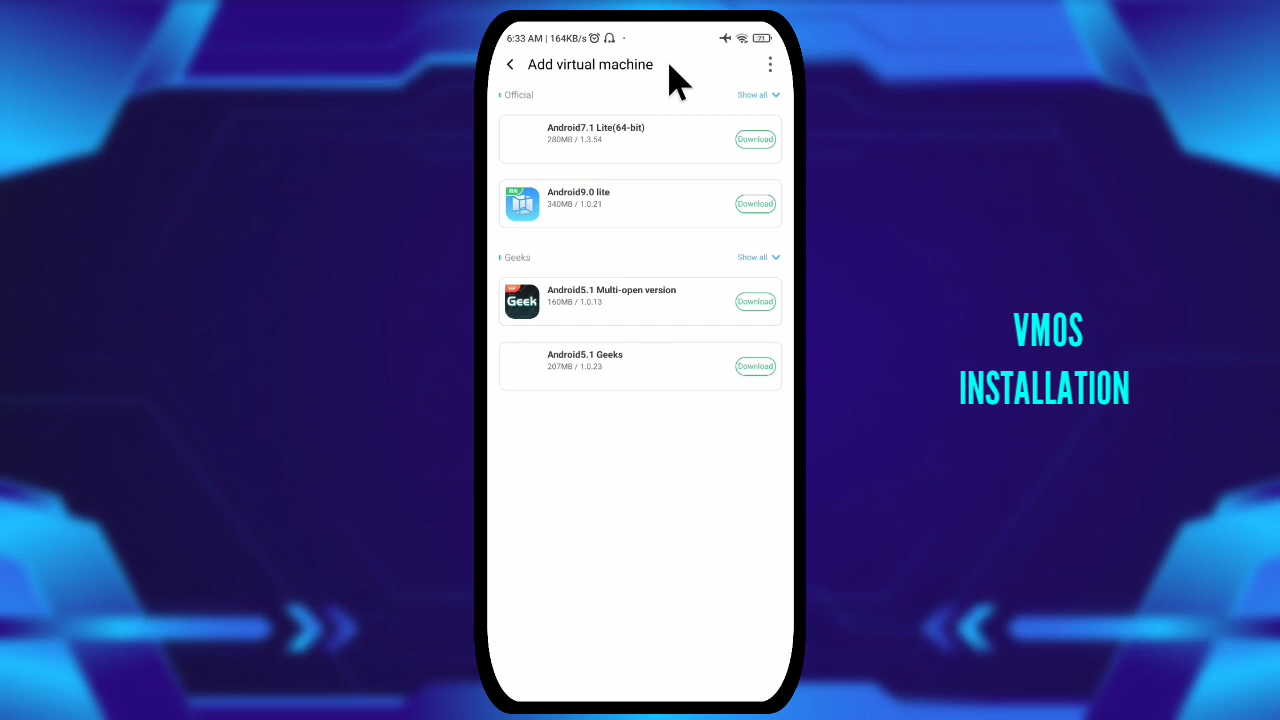 6:33 AM | 164KB/s
71
Add virtual machine
Official
Show all
Android7.1 Lite(64-bit)
280MB / 1.3.54
Download
Android9.0 lite
340MB / 1.0.21
Download
Geeks
Show all
VIP
Geek
Android5.1 Multi-open version
160MB / 1.0.13
Download
Android5.1 Geeks
207MB / 1.0.23
Download
VMOS
INSTALLATION